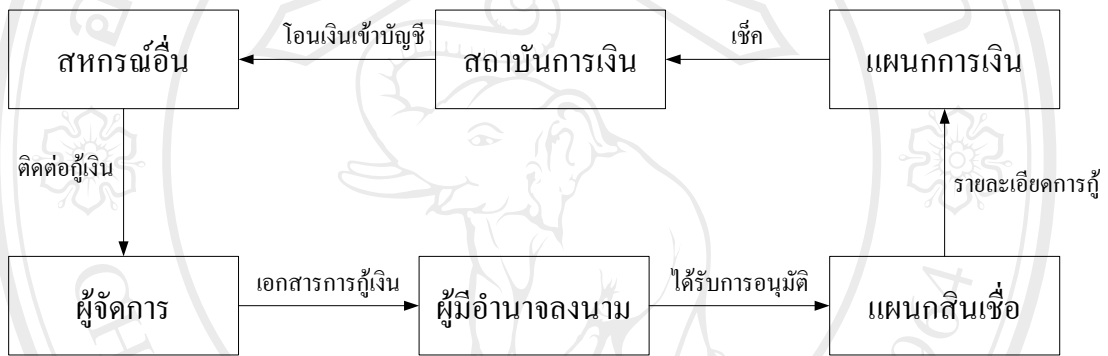 สหกรณ์อื่น
โอนเงินเข้าบัญชี
สถาบันการเงิน
เช็ค
แผนกการเงิน
ติดต่อกู้เงิน
รายละเอียดการกู้
ผู้จัดการ
เอกสารการกู้เงิน
ผู้มีอำนาจลงนาม
ได้รับการอนุมัติ
แผนกสินเชื่อ